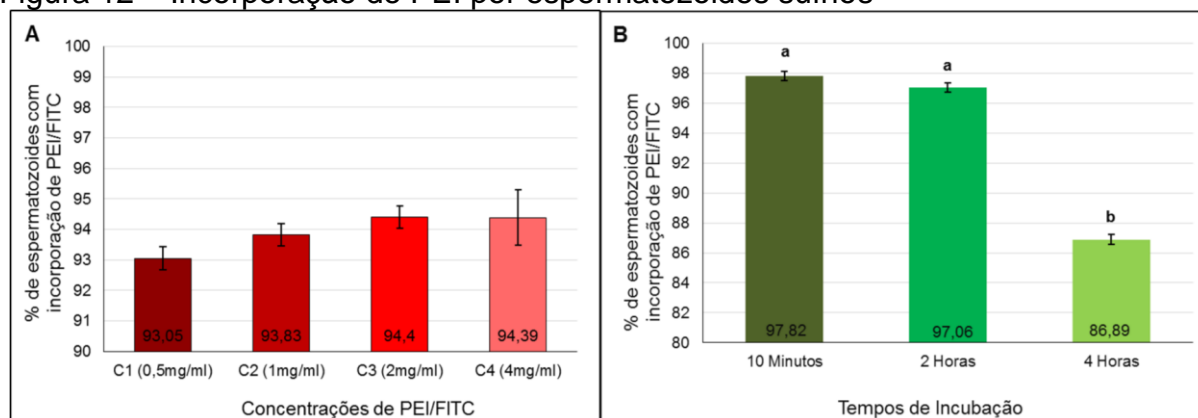 Figura 12 – Incorporação de PEI por espermatozoides suínos
A
% de espermatozoides com
incorporação de PEI/FITC
100
99
98
97
96
95
94
93
92
91
90
93,05
93,83
94,4
94,39
C1 (0,5mg/ml)
C2 (1mg/ml)
C3 (2mg/ml)
C4 (4mg/ml)
Concentrações de PEI/FITC
B
% de espermatozoides com
incorporação de PEI/FITC
100
98
96
94
92
90
88
86
84
82
80
a
a
b
97,82
97,06
86,89
10 Minutos
2 Horas
4 Horas
Tempos de Incubação